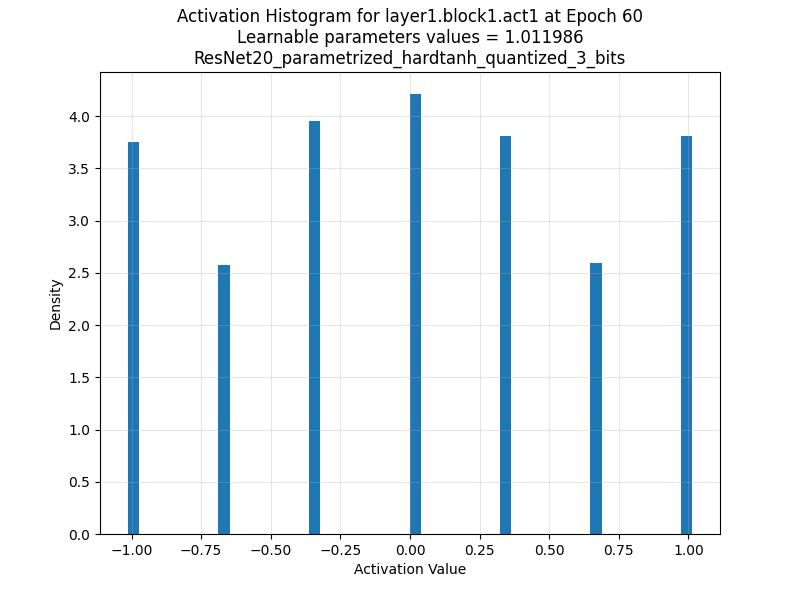 Activation Histogram for layer1.block1.act1 at Epoch 60
Learnable parameters values = 1.011986
ResNet20_parametrized_hardtanh_quantized_3_bits
4.0
3.5
3.0
2.5
2.0
1.5
1.0
0.5
0.0
Density
−1.00 −0.75 −0.50 −0.25 0.00 0.25 0.50 0.75 1.00
Activation Value